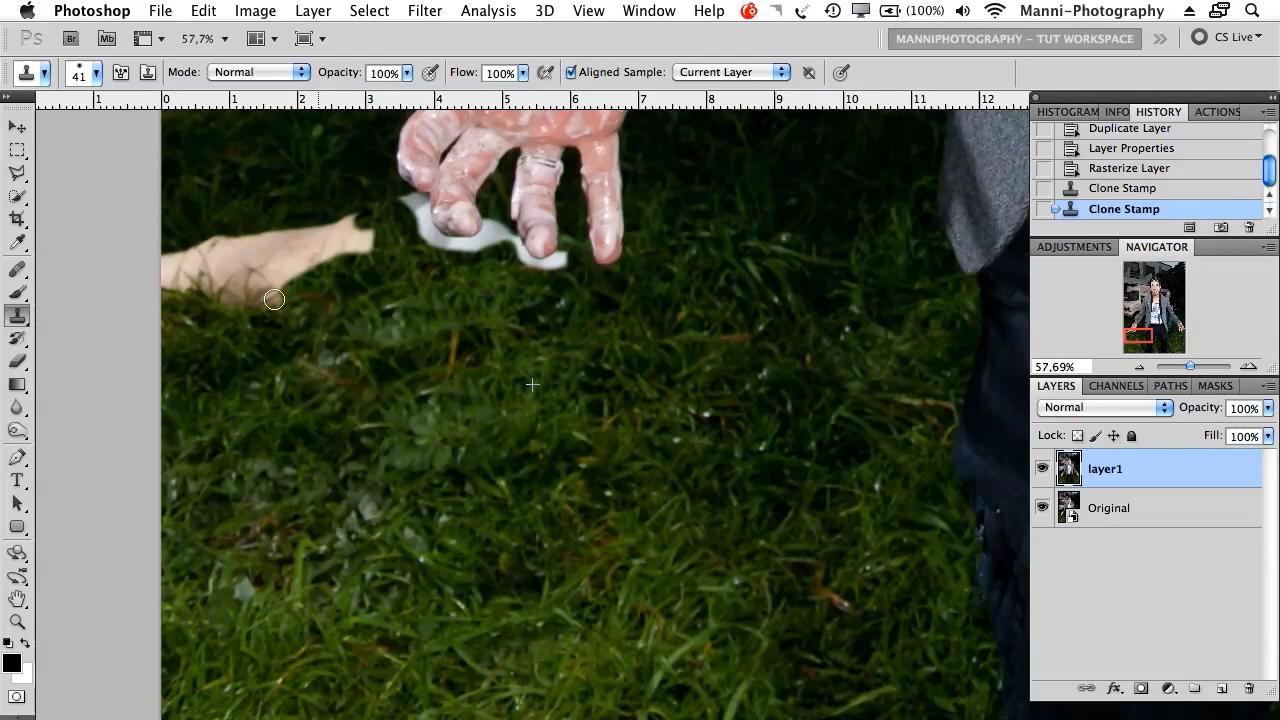 Photoshop File Edit Image Layer Select Filter Analysis 3D View Window Help (100%) Manni-Photography
Ps Br Mb 57,7% MANNIPHOTOGRAPHY - TUT WORKSPACE CS Live
41 Mode: Normal Opacity: 100% Flow: 100% Aligned Sample: Current Layer
1 0 1 2 3 4 5 6 7 8 9 10 11 12
HISTOGRAM INFO HISTORY ACTIONS
Duplicate Layer
Layer Properties
Rasterize Layer
Clone Stamp
Clone Stamp
ADJUSTMENTS NAVIGATOR
57,69%
LAYERS CHANNELS PATHS MASKS
Normal Opacity: 100%
Lock: Fill: 100%
layer1
Original